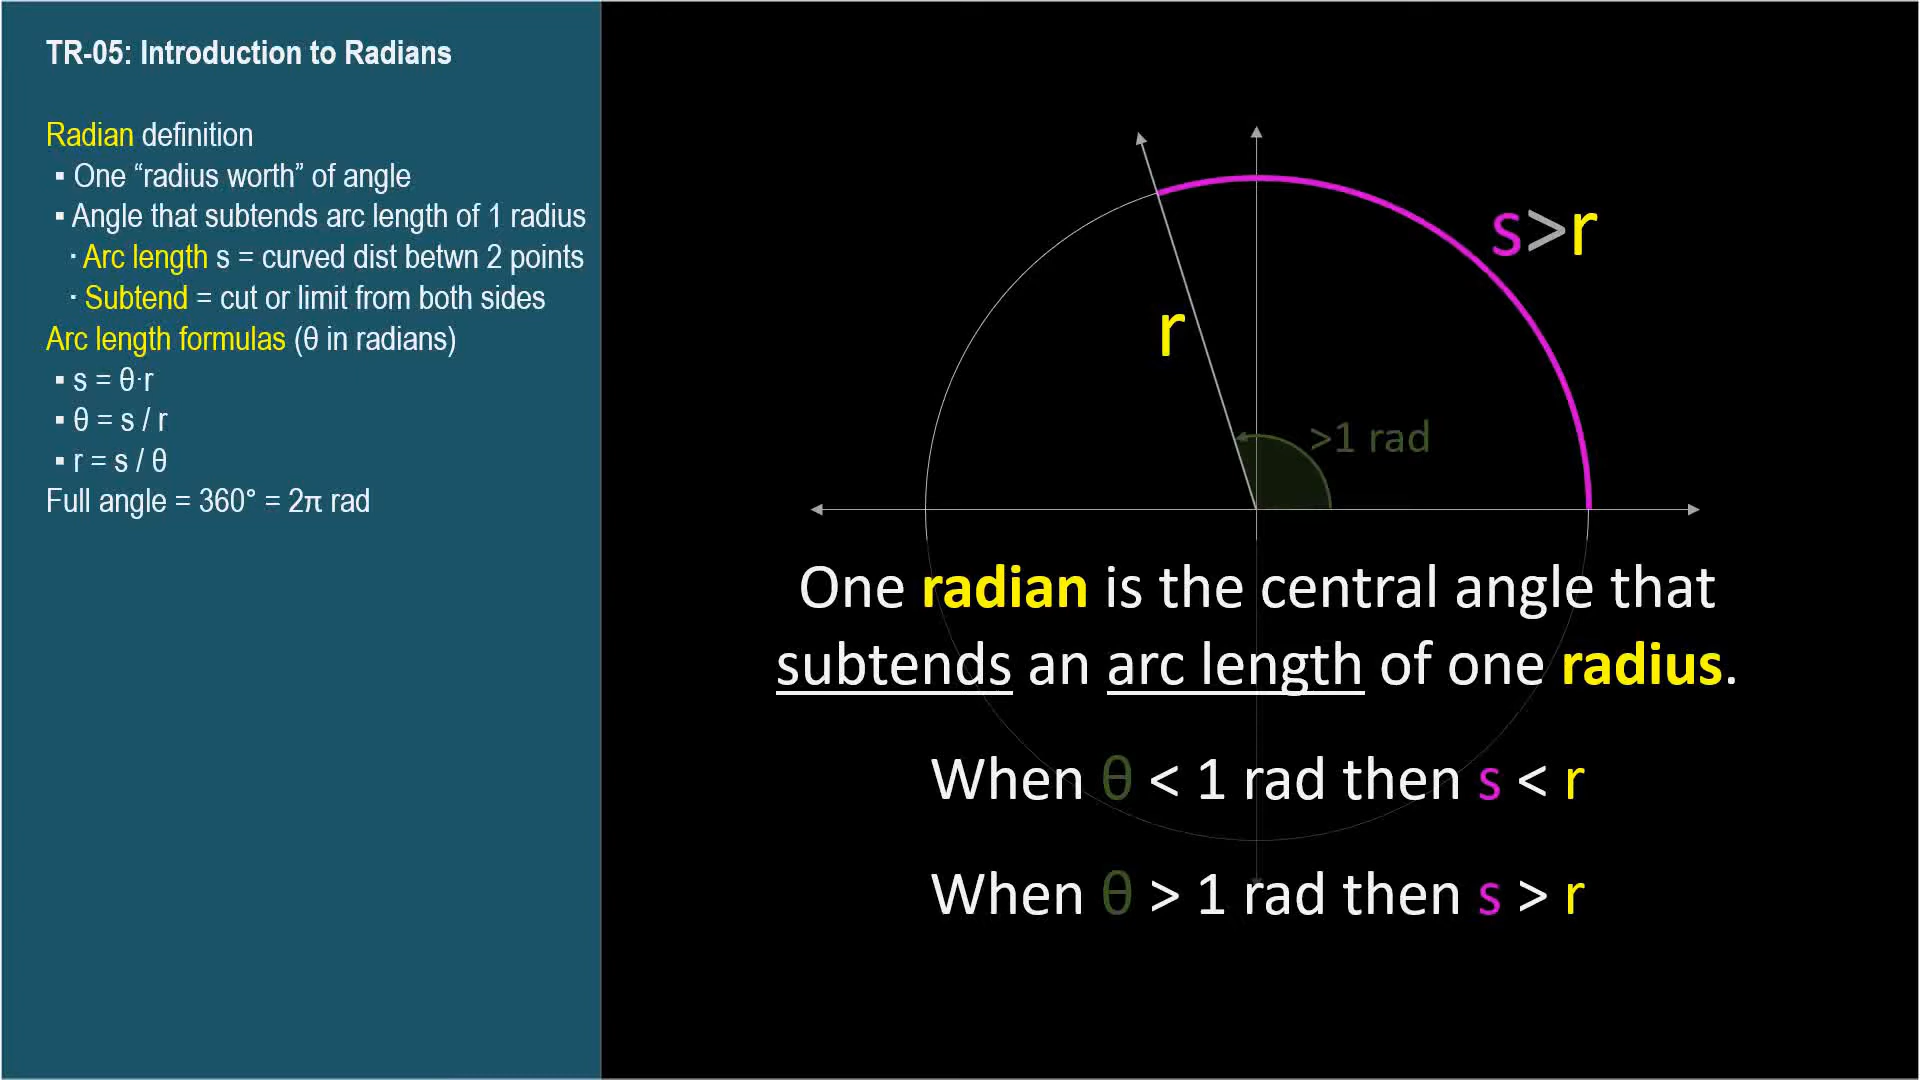 TR-05: Introduction to Radians
Radian definition
▪ One “radius worth” of angle
▪ Angle that subtends arc length of 1 radius
· Arc length s = curved dist betwn 2 points
· Subtend = cut or limit from both sides
Arc length formulas (θ in radians)
▪ s = θ·r
▪ θ = s / r
▪ r = s / θ
Full angle = 360° = 2π rad
s>r
r
>1 rad
One radian is the central angle that
subtends an arc length of one radius.
When θ < 1 rad then s < r
When θ > 1 rad then s > r